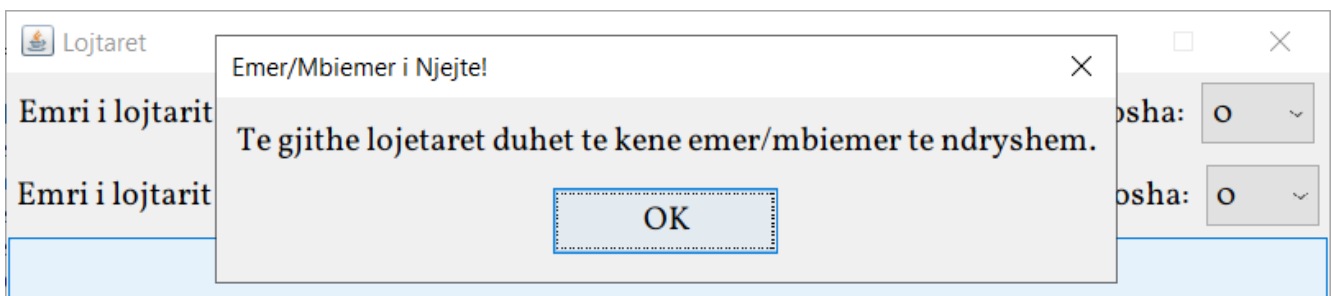 Lojtaret
Emer/Mbiemer i Njejte!
Emri i lojtarit
Te gjithe lojetaret duhet te kene emer/mbiemer te ndryshem.
osha: 0
Emri i lojtarit
OK
osha: 0